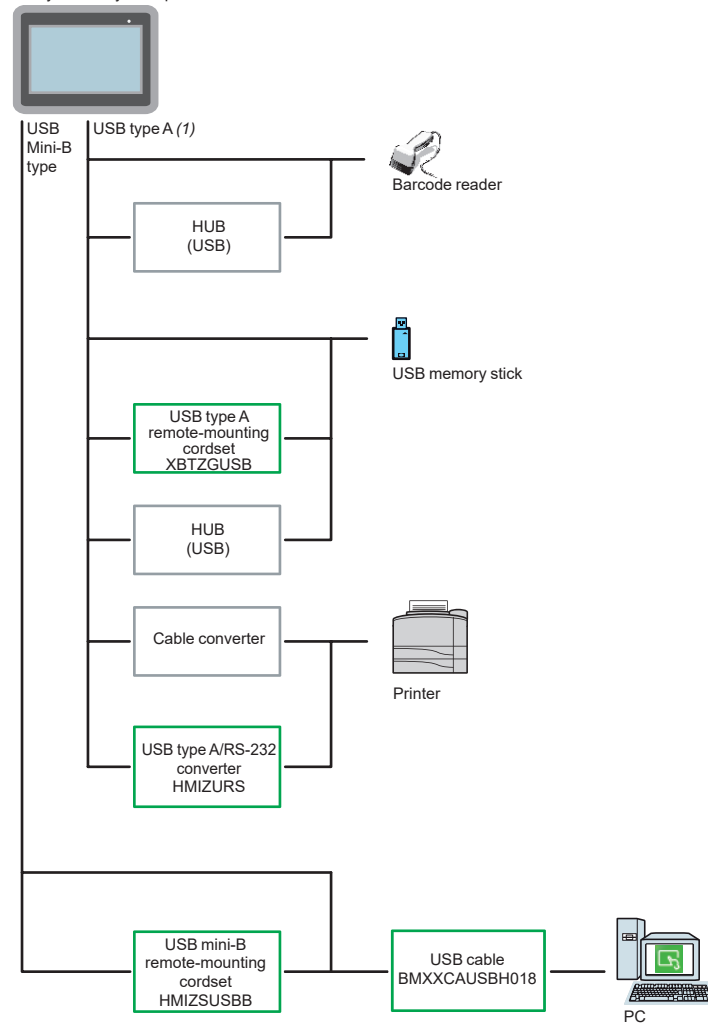 USB
Mini-B
type
USB type A (1)
Barcode reader
HUB
(USB)
USB memory stick
USB type A
remote-mounting
cordset
XBTZGUSB
HUB
(USB)
Cable converter
Printer
USB type A/RS-232
converter
HMIZURS
USB mini-B
remote-mounting
cordset
HMIZSUSBB
USB cable
BMXXCAUSBH018
PC